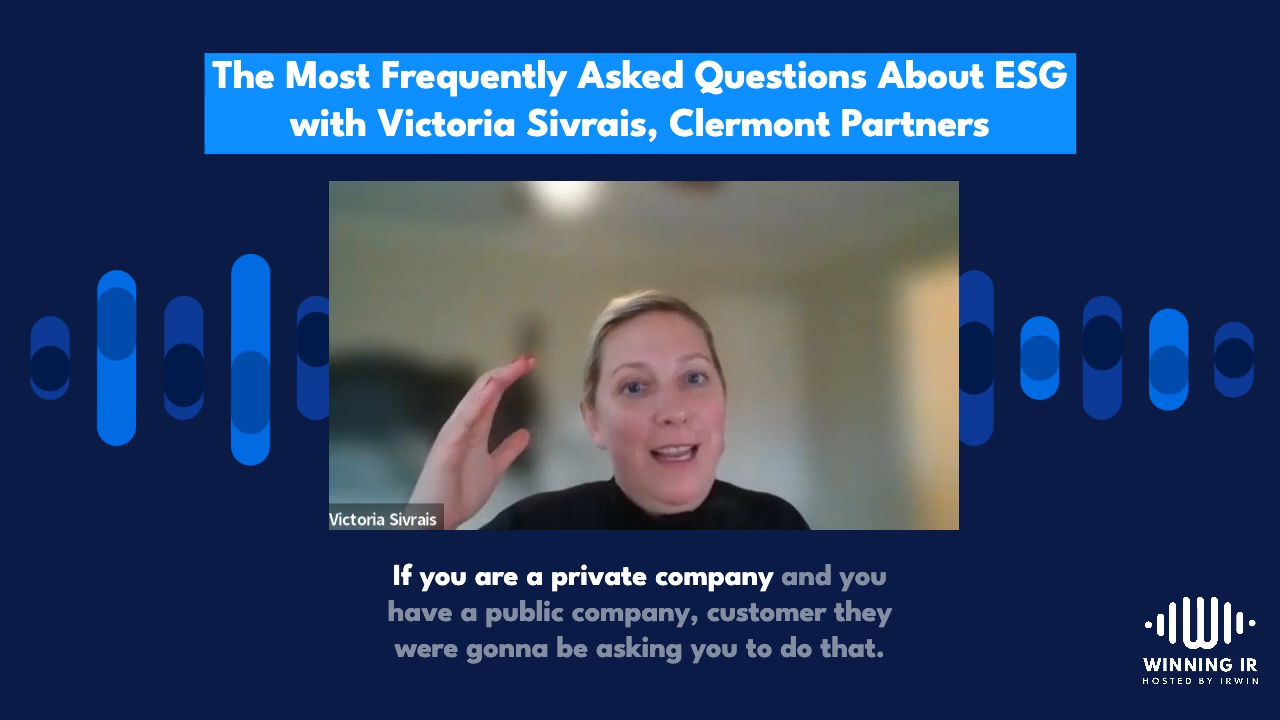 The Most Frequently Asked Questions About ESG
with Victoria Sivrais, Clermont Partners
Victoria Sivrais
If you are a private company and you
have a public company, customer they
were gonna be asking you to do that.
WINNING IR
HOSTED BY IRWIN